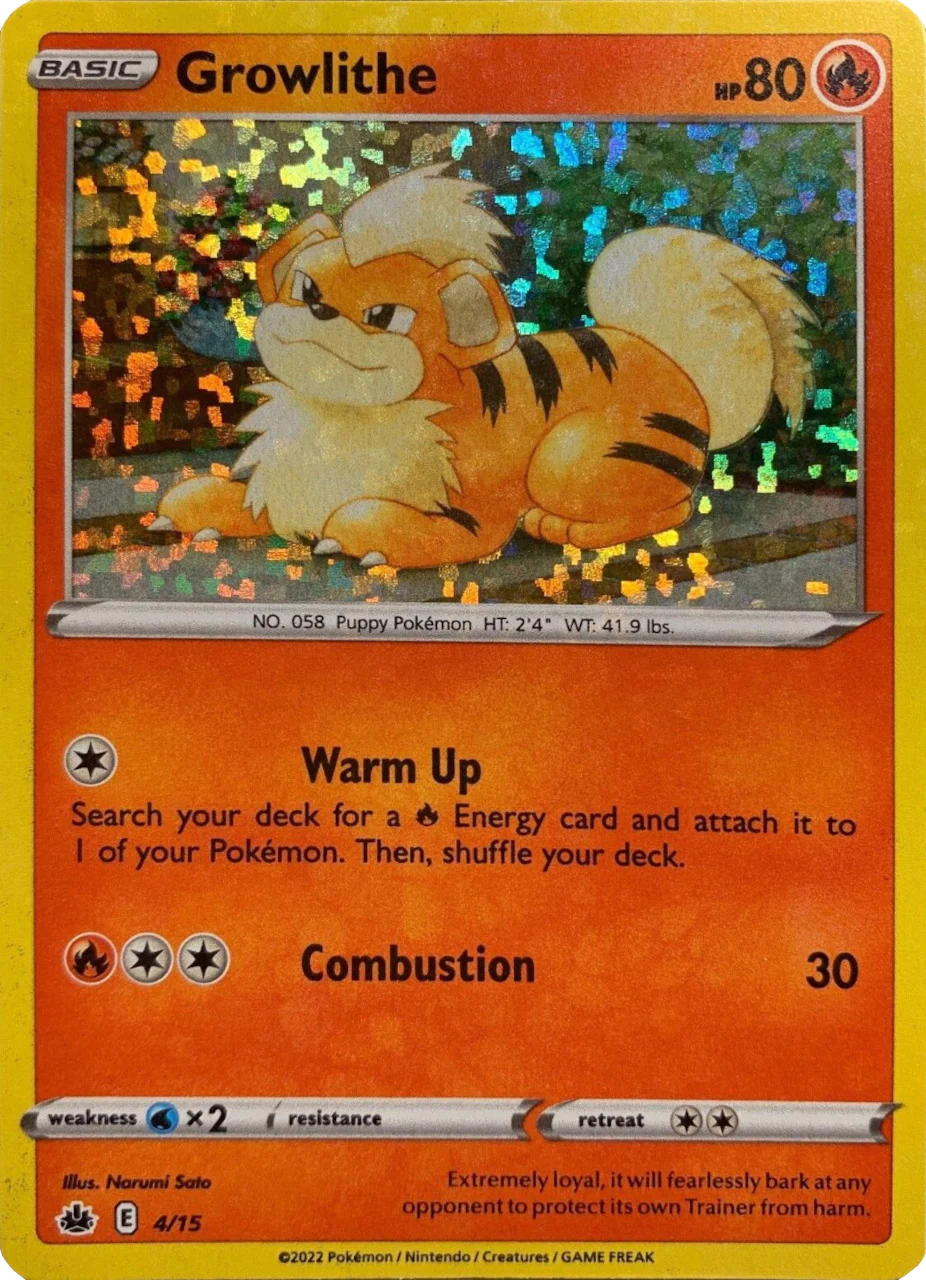 BASIC Growlithe HP 80
NO. 058 Puppy Pokémon HT: 2'4" WT: 41.9 lbs.
Warm Up
Search your deck for a Energy card and attach it to
1 of your Pokémon. Then, shuffle your deck.
Combustion 30
weakness ×2 resistance retreat
Illus. Narumi Sato
Extremely loyal, it will fearlessly bark at any
opponent to protect its own Trainer from harm.
E 4/15
©2022 Pokémon / Nintendo / Creatures / GAME FREAK